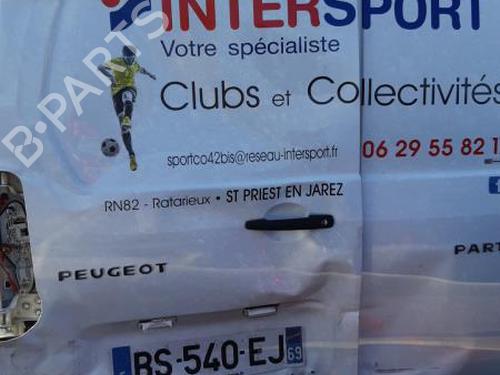 INTERSPORT
Votre spécialiste
Clubs et Collectivités
sportco42bis@reseau-intersport.fr
06 29 55 82 1
RN82 - Ratarieux • ST PRIEST EN JAREZ
PEUGEOT
PART
BS-540-EJ
69
B-PARTS